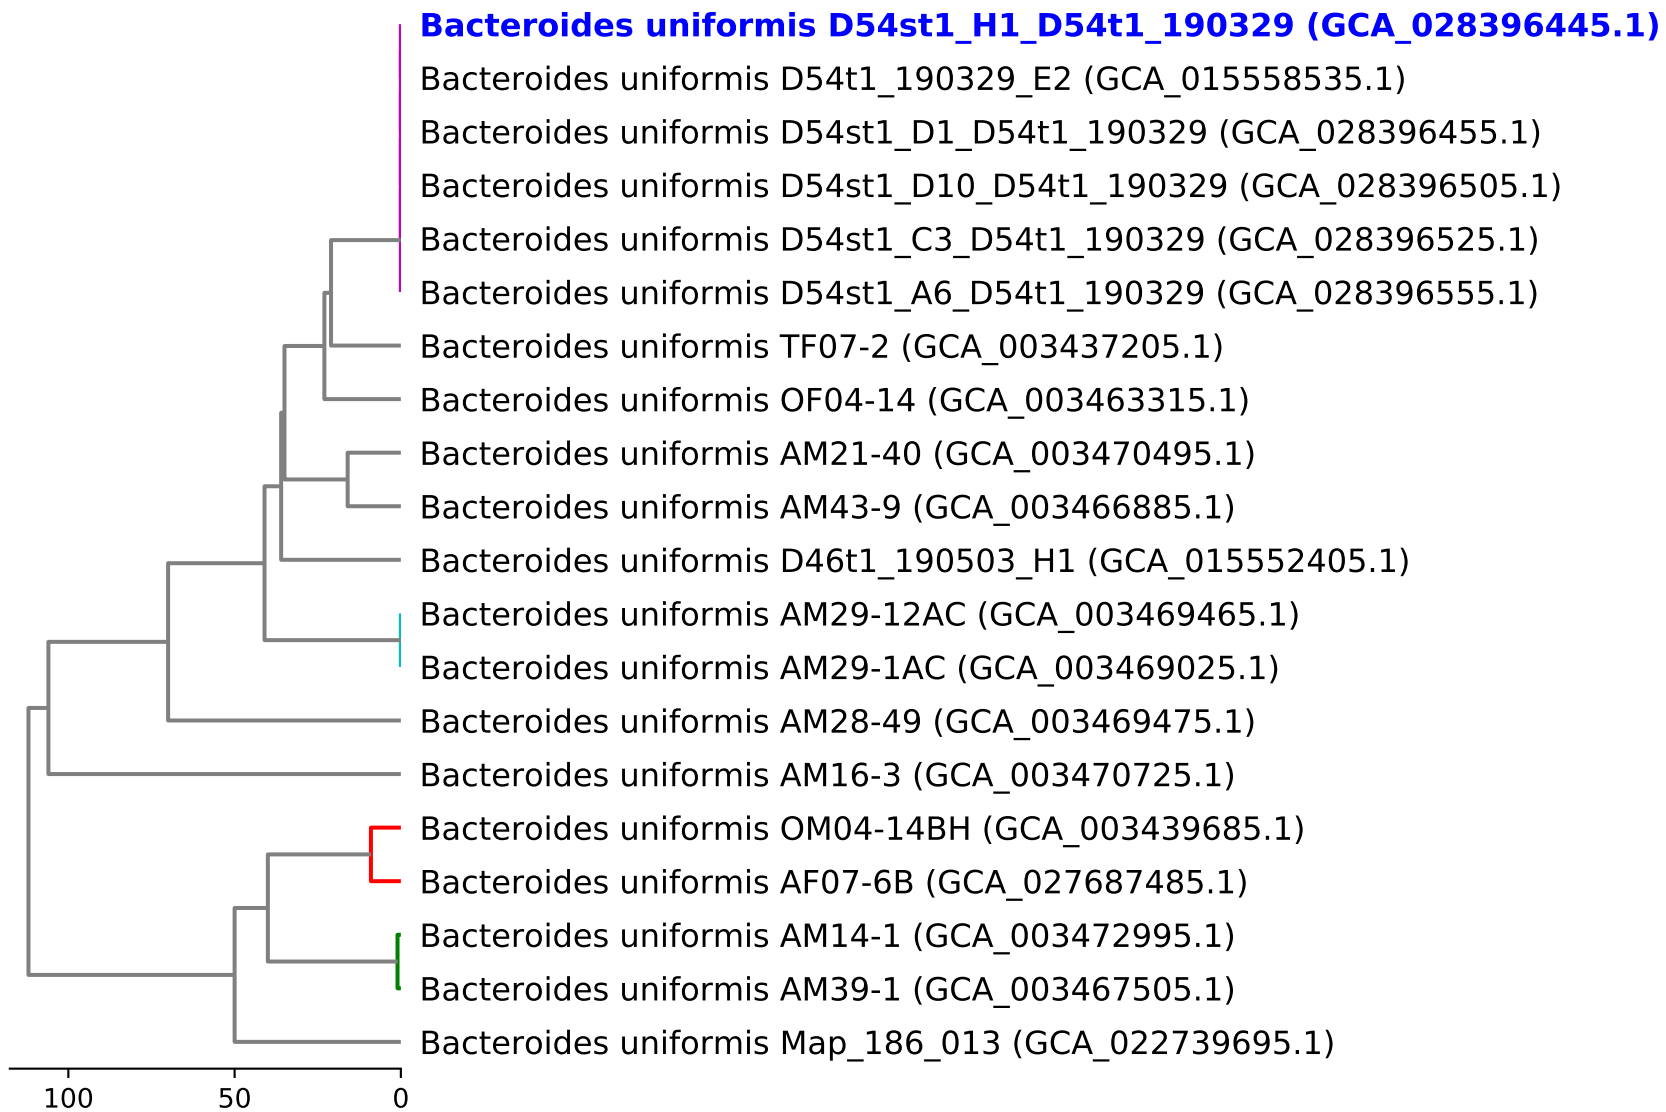 Bacteroides uniformis D54st1_H1_D54t1_190329 (GCA_028396445.1)
Bacteroides uniformis D54t1_190329_E2 (GCA_015558535.1)
Bacteroides uniformis D54st1_D1_D54t1_190329 (GCA_028396455.1)
Bacteroides uniformis D54st1_D10_D54t1_190329 (GCA_028396505.1)
Bacteroides uniformis D54st1_C3_D54t1_190329 (GCA_028396525.1)
Bacteroides uniformis D54st1_A6_D54t1_190329 (GCA_028396555.1)
Bacteroides uniformis TF07-2 (GCA_003437205.1)
Bacteroides uniformis OF04-14 (GCA_003463315.1)
Bacteroides uniformis AM21-40 (GCA_003470495.1)
Bacteroides uniformis AM43-9 (GCA_003466885.1)
Bacteroides uniformis D46t1_190503_H1 (GCA_015552405.1)
Bacteroides uniformis AM29-12AC (GCA_003469465.1)
Bacteroides uniformis AM29-1AC (GCA_003469025.1)
Bacteroides uniformis AM28-49 (GCA_003469475.1)
Bacteroides uniformis AM16-3 (GCA_003470725.1)
Bacteroides uniformis OM04-14BH (GCA_003439685.1)
Bacteroides uniformis AF07-6B (GCA_027687485.1)
Bacteroides uniformis AM14-1 (GCA_003472995.1)
Bacteroides uniformis AM39-1 (GCA_003467505.1)
Bacteroides uniformis Map_186_013 (GCA_022739695.1)
100 50 0